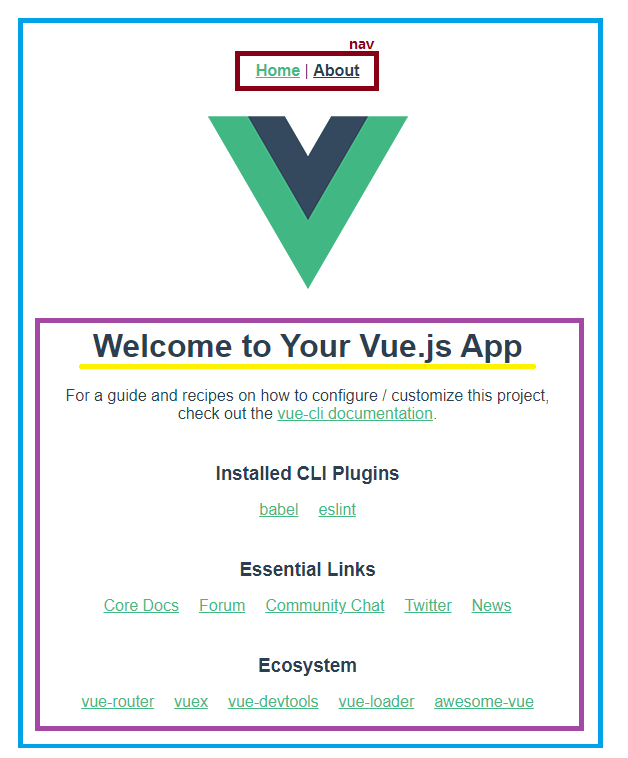 nav
Home | About
Welcome to Your Vue.js App
For a guide and recipes on how to configure / customize this project,
check out the vue-cli documentation.
Installed CLI Plugins
babel eslint
Essential Links
Core Docs Forum Community Chat Twitter News
Ecosystem
vue-router vuex vue-devtools vue-loader awesome-vue